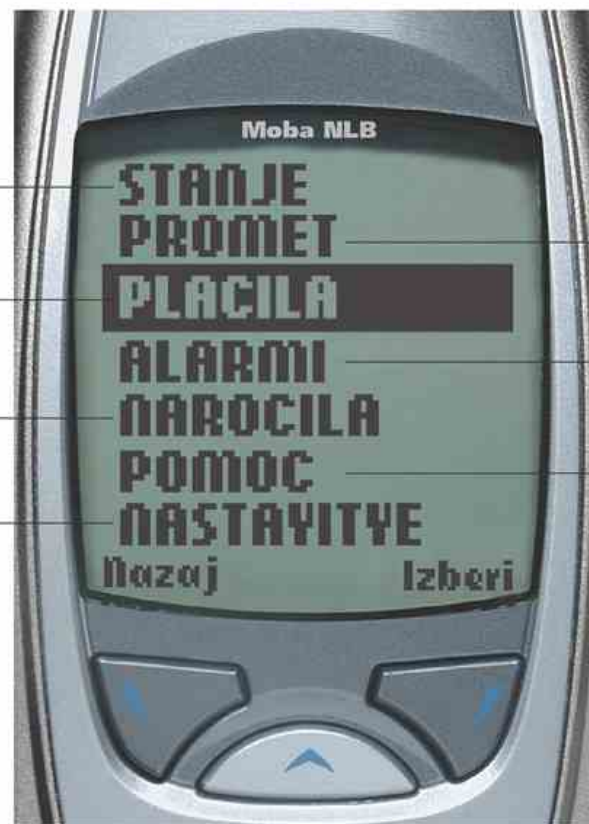 Moba NLB
STANJE
PROMET
PLACILA
ALARMI
NAROCILA
POMOC
NASTAVITVE
Nazaj Izberi